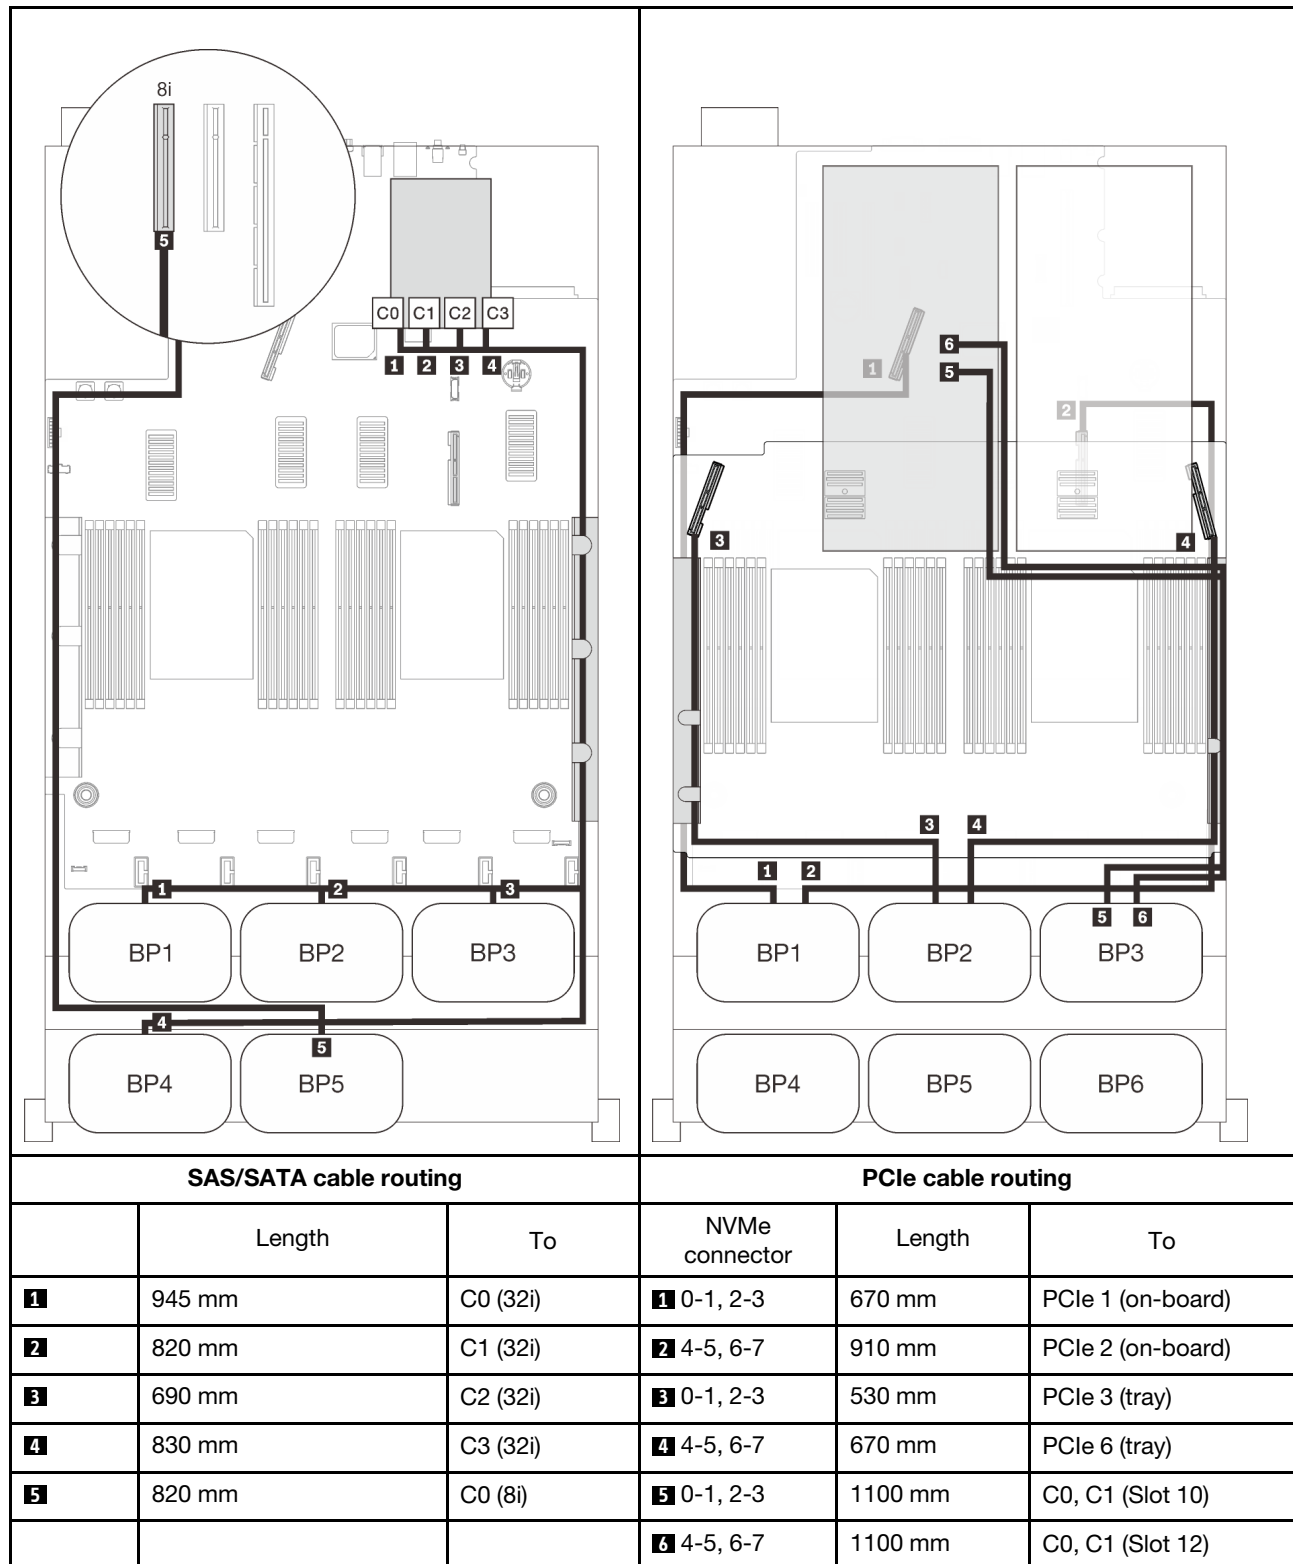 8i
5
C0 C1 C2 C3
1 2 3 4
1 2 3
BP1 BP2 BP3
4
5
BP4 BP5
6
1 5
2
3 4
3 4
1 2
5 6
BP1 BP2 BP3
BP4 BP5 BP6
SAS/SATA cable routing PCIe cable routing
Length To NVMe connector Length To
1 945 mm C0 (32i) 1 0-1, 2-3 670 mm PCIe 1 (on-board)
2 820 mm C1 (32i) 2 4-5, 6-7 910 mm PCIe 2 (on-board)
3 690 mm C2 (32i) 3 0-1, 2-3 530 mm PCIe 3 (tray)
4 830 mm C3 (32i) 4 4-5, 6-7 670 mm PCIe 6 (tray)
5 820 mm C0 (8i) 5 0-1, 2-3 1100 mm C0, C1 (Slot 10)
6 4-5, 6-7 1100 mm C0, C1 (Slot 12)